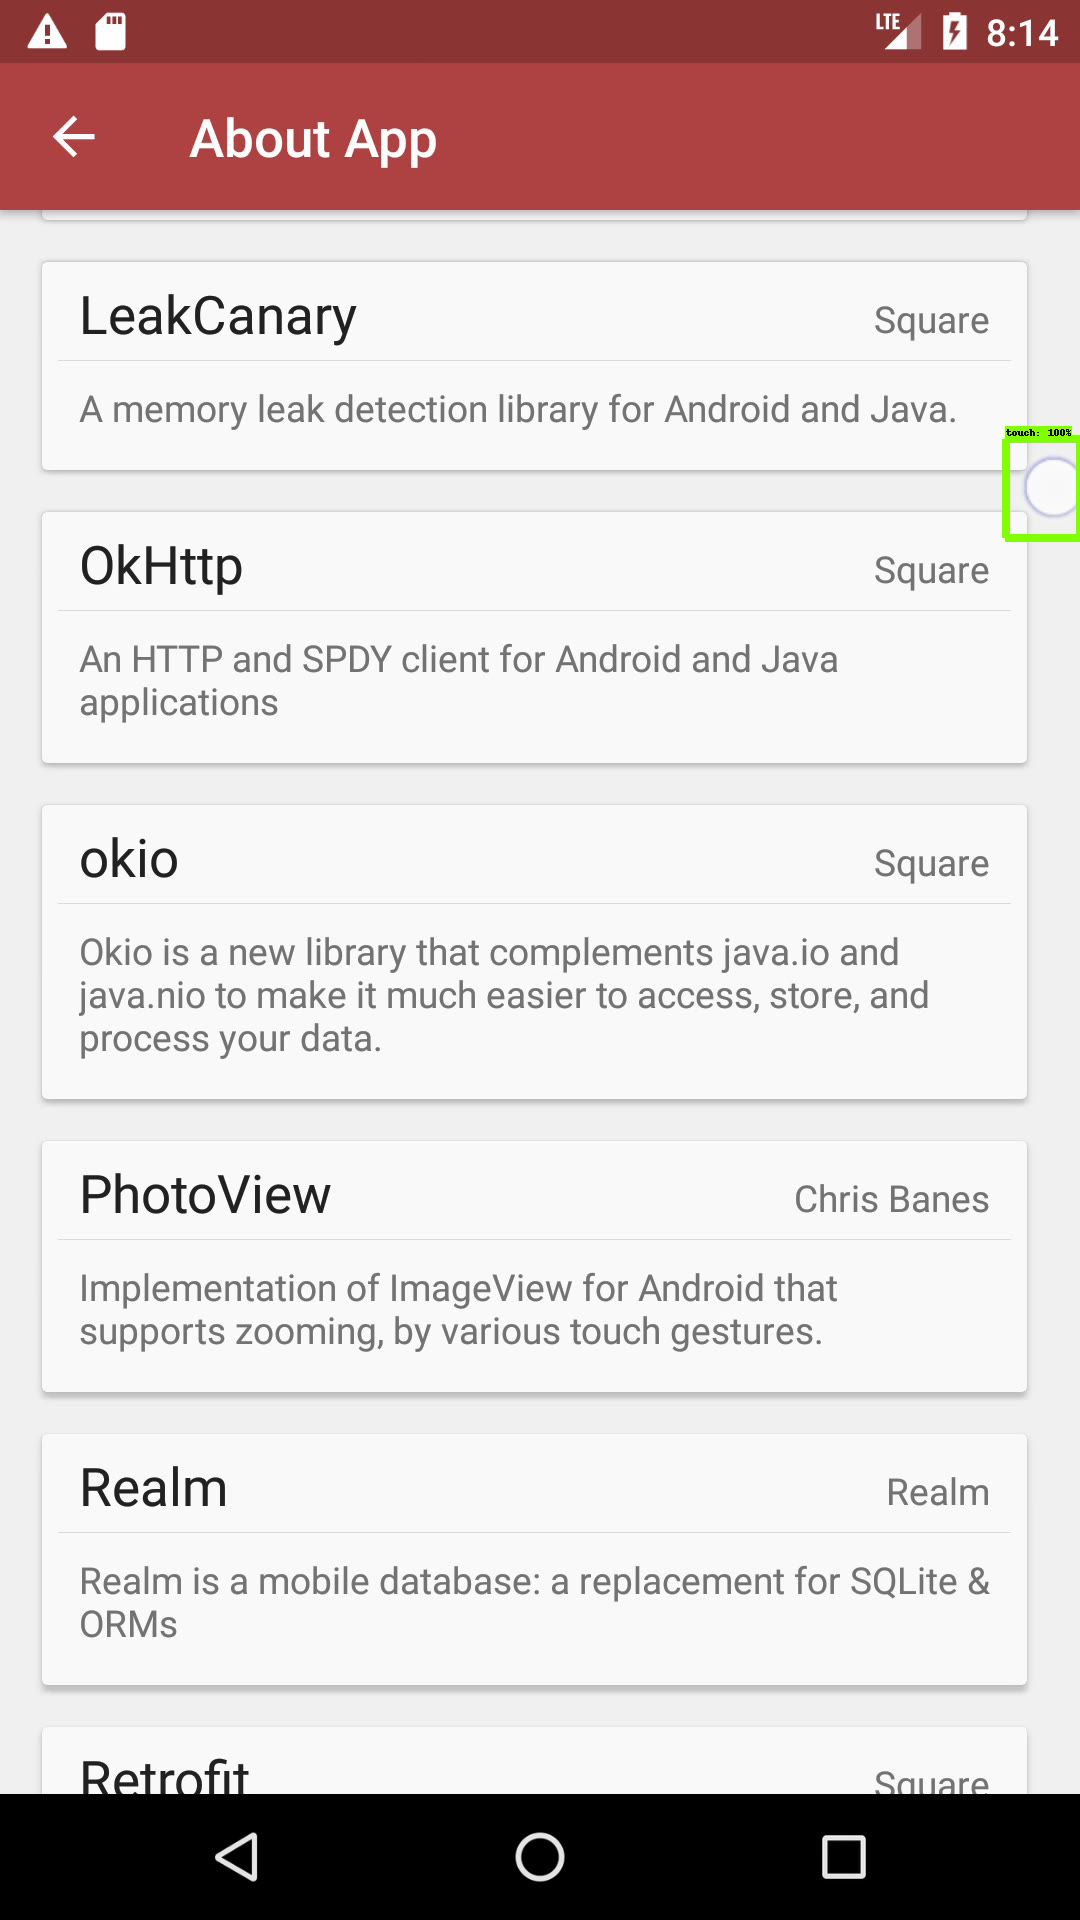 LTE 8:14
About App
LeakCanary Square
A memory leak detection library for Android and Java.
touch: 100%
OkHttp Square
An HTTP and SPDY client for Android and Java
applications
okio Square
Okio is a new library that complements java.io and
java.nio to make it much easier to access, store, and
process your data.
PhotoView Chris Banes
Implementation of ImageView for Android that
supports zooming, by various touch gestures.
Realm Realm
Realm is a mobile database: a replacement for SQLite &
ORMs
Retrofit Square